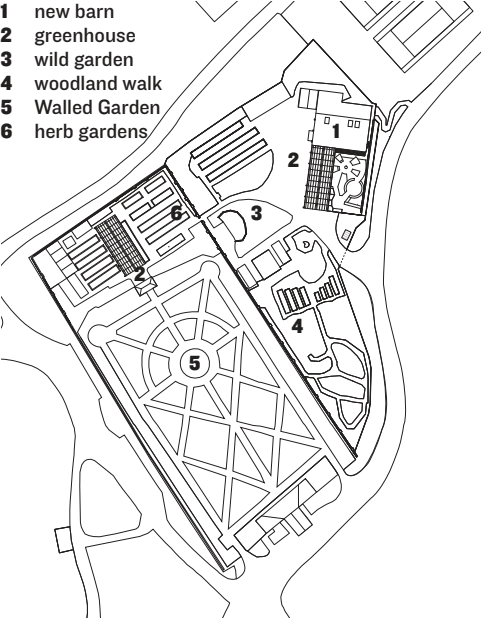 1 new barn
2 greenhouse
3 wild garden
4 woodland walk
5 Walled Garden
6 herb gardens
1
2
6
3
2
4
5